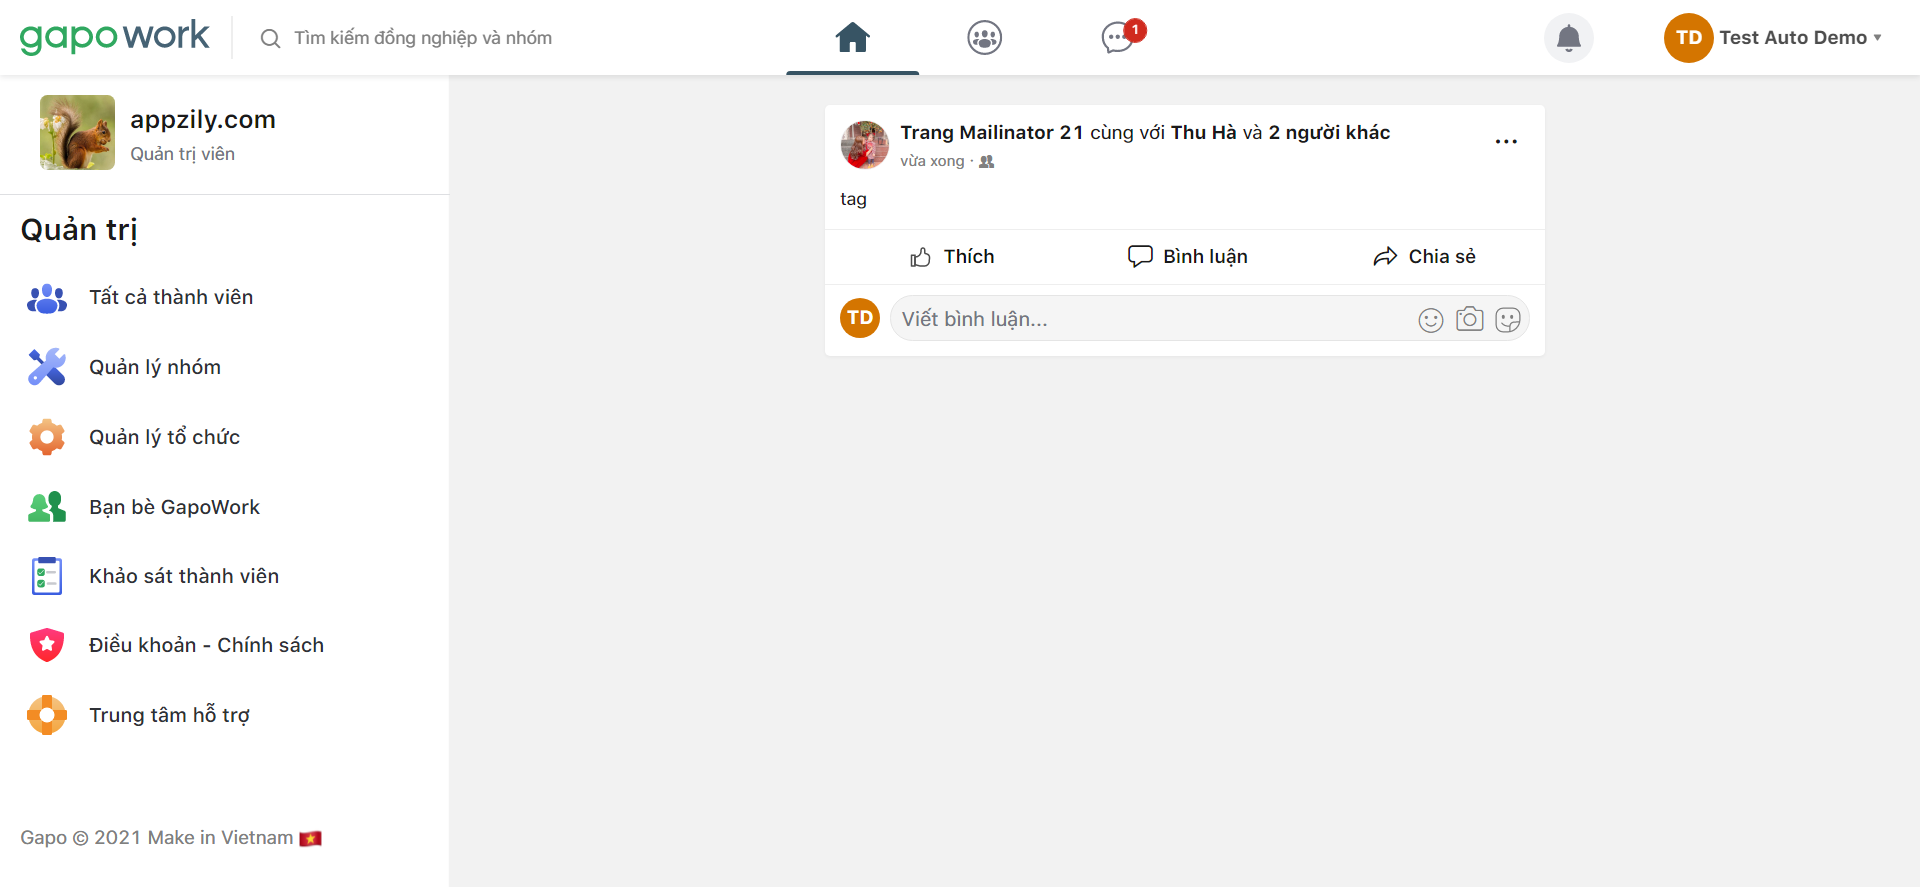 gapowork
Tìm kiếm đồng nghiệp và nhóm
1
TD
Test Auto Demo
appzily.com
Quản trị viên
Quản trị
Tất cả thành viên
Quản lý nhóm
Quản lý tổ chức
Bạn bè GapoWork
Khảo sát thành viên
Điều khoản - Chính sách
Trung tâm hỗ trợ
Gapo © 2021 Make in Vietnam 🇻🇳
Trang Mailinator 21 cùng với Thu Hà và 2 người khác
vừa xong ·
tag
Thích
Bình luận
Chia sẻ
TD
Viết bình luận...